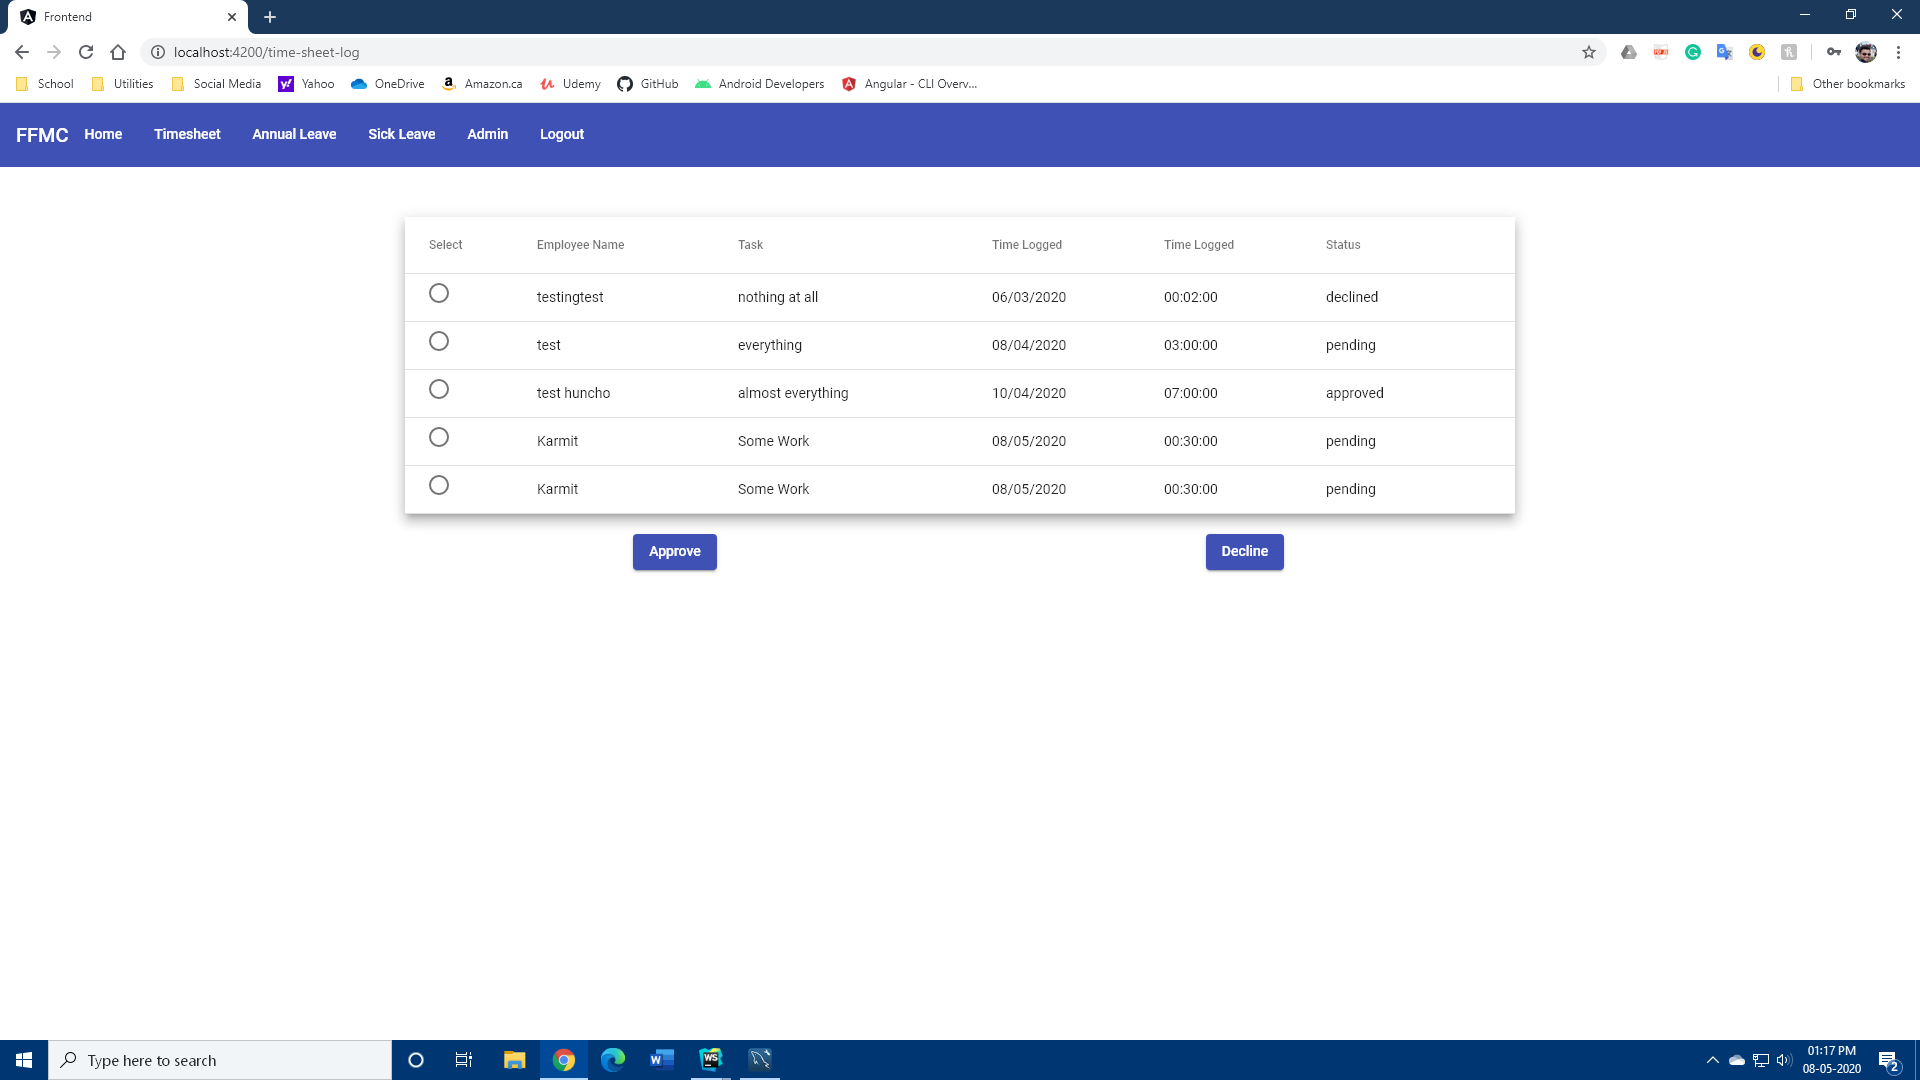 Frontend
localhost:4200/time-sheet-log
School Utilities Social Media Yahoo OneDrive Amazon.ca Udemy GitHub Android Developers Angular - CLI Overv... Other bookmarks
FFMC Home Timesheet Annual Leave Sick Leave Admin Logout
Select Employee Name Task Time Logged Time Logged Status
testingtest nothing at all 06/03/2020 00:02:00 declined
test everything 08/04/2020 03:00:00 pending
test huncho almost everything 10/04/2020 07:00:00 approved
Karmit Some Work 08/05/2020 00:30:00 pending
Karmit Some Work 08/05/2020 00:30:00 pending
Approve Decline
Type here to search
01:17 PM
08-05-2020
2